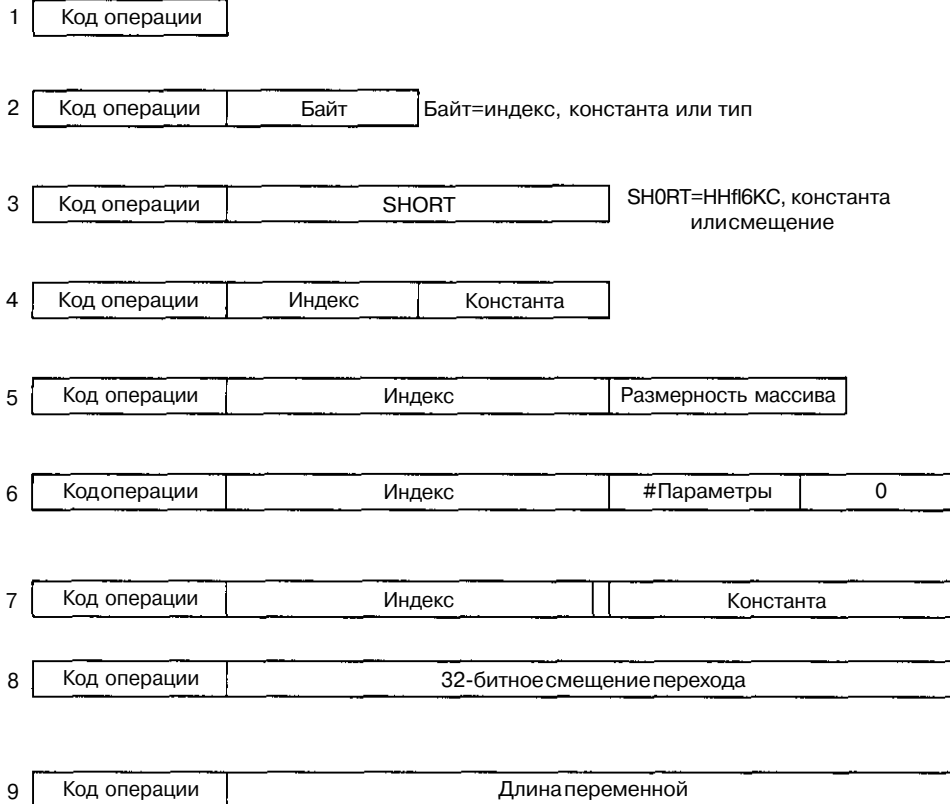 1 Код операции
2 Код операции Байт Байт=индекс, константа или тип
3 Код операции SHORT SH0RT=HHfl6KC, константа
илисмещение
4 Код операции Индекс Константа
5 Код операции Индекс Размерность массива
6 Кодоперации Индекс #Параметры 0
7 Код операции Индекс Константа
8 Код операции 32-битноесмещениеперехода
9 Код операции Длинапеременной